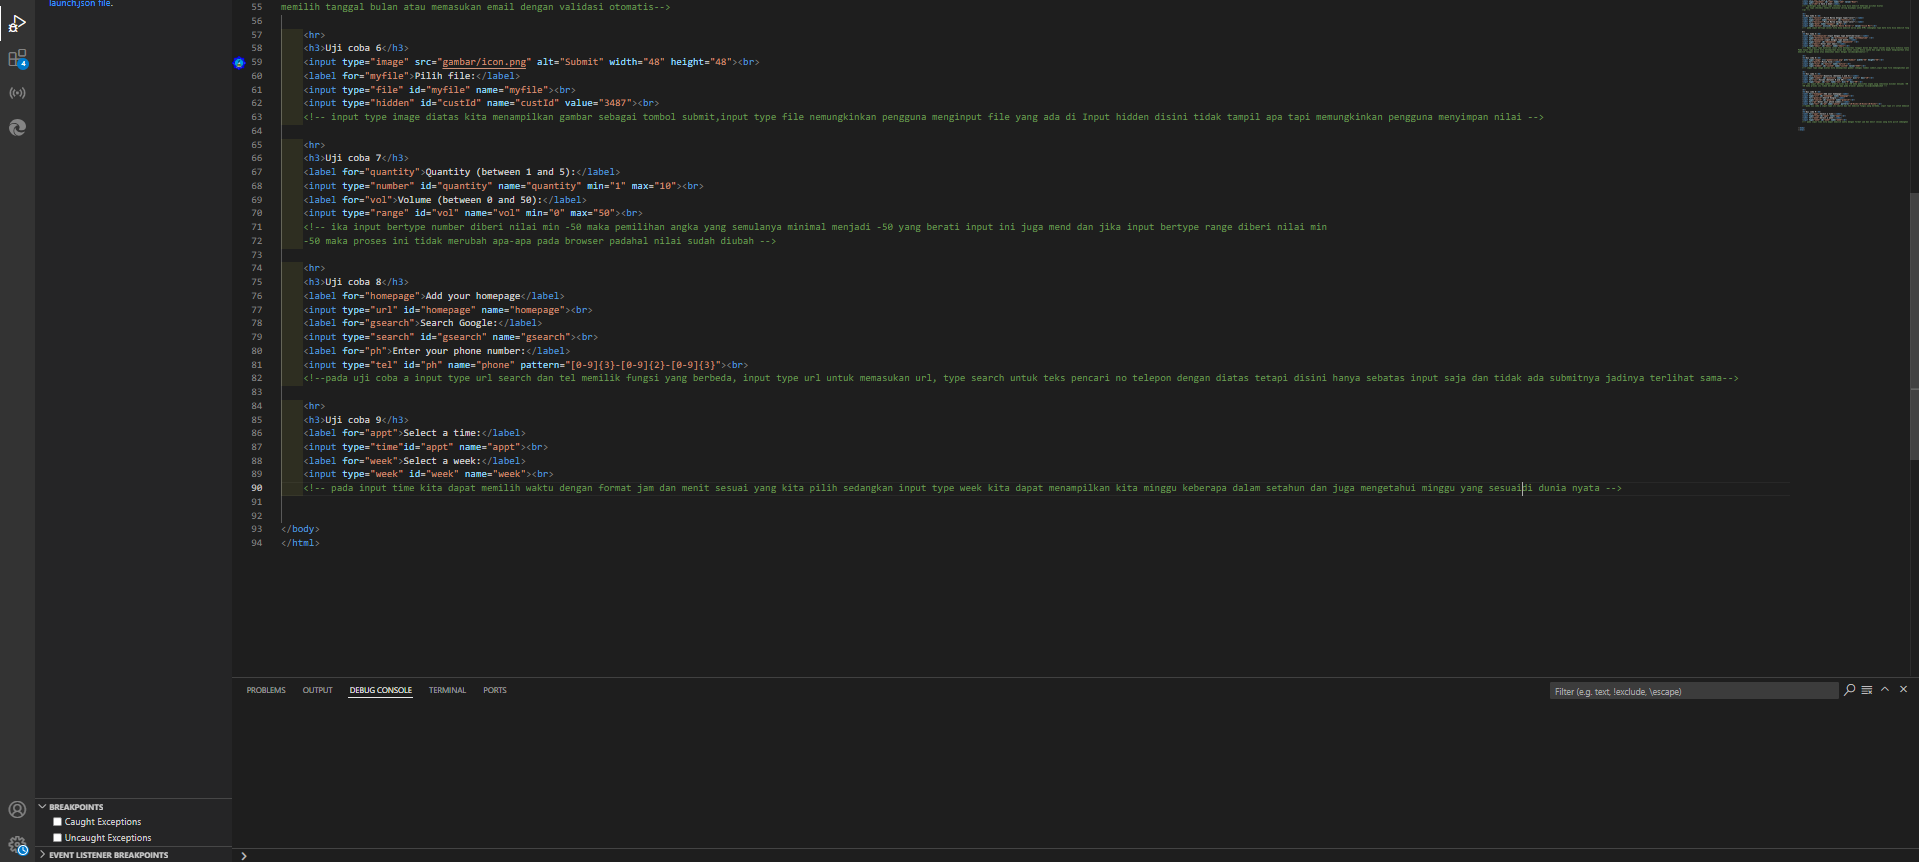 launch.json file.
55 memilih tanggal bulan atau memasukan email dengan validasi otomatis-->
56
57 <hr>
58 <h3>Uji coba 6</h3>
59 <input type="image" src="gambar/icon.png" alt="Submit" width="48" height="48"><br>
60 <label for="myfile">Pilih file:</label>
61 <input type="file" id="myfile" name="myfile"><br>
62 <input type="hidden" id="custId" name="custId" value="3487"><br>
63 <!-- input type image diatas kita menampilkan gambar sebagai tombol submit,input type file nemungkinkan pengguna menginput file yang ada di Input hidden disini tidak tampil apa tapi memungkinkan pengguna menyimpan nilai -->
64
65 <hr>
66 <h3>Uji coba 7</h3>
67 <label for="quantity">Quantity (between 1 and 5):</label>
68 <input type="number" id="quantity" name="quantity" min="1" max="10"><br>
69 <label for="vol">Volume (between 0 and 50):</label>
70 <input type="range" id="vol" name="vol" min="0" max="50"><br>
71 <!-- ika input bertype number diberi nilai min -50 maka pemilihan angka yang semulanya minimal menjadi -50 yang berati input ini juga mend dan jika input bertype range diberi nilai min
72 -50 maka proses ini tidak merubah apa-apa pada browser padahal nilai sudah diubah -->
73
74 <hr>
75 <h3>Uji coba 8</h3>
76 <label for="homepage">Add your homepage</label>
77 <input type="url" id="homepage" name="homepage"><br>
78 <label for="gsearch">Search Google:</label>
79 <input type="search" id="gsearch" name="gsearch"><br>
80 <label for="ph">Enter your phone number:</label>
81 <input type="tel" id="ph" name="phone" pattern="[0-9]{3}-[0-9]{2}-[0-9]{3}"><br>
82 <!--pada uji coba a input type url search dan tel memilik fungsi yang berbeda, input type url untuk memasukan url, type search untuk teks pencari no telepon dengan diatas tetapi disini hanya sebatas input saja dan tidak ada submitnya jadinya terlihat sama-->
83
84 <hr>
85 <h3>Uji coba 9</h3>
86 <label for="appt">Select a time:</label>
87 <input type="time"id="appt" name="appt"><br>
88 <label for="week">Select a week:</label>
89 <input type="week" id="week" name="week"><br>
90 <!-- pada input time kita dapat memilih waktu dengan format jam dan menit sesuai yang kita pilih sedangkan input type week kita dapat menampilkan kita minggu keberapa dalam setahun dan juga mengetahui minggu yang sesuaidi dunia nyata -->
91
92
93 </body>
94 </html>
4
PROBLEMS OUTPUT DEBUG CONSOLE TERMINAL PORTS
Filter (e.g. text, !exclude, \escape)
BREAKPOINTS
Caught Exceptions
Uncaught Exceptions
EVENT LISTENER BREAKPOINTS